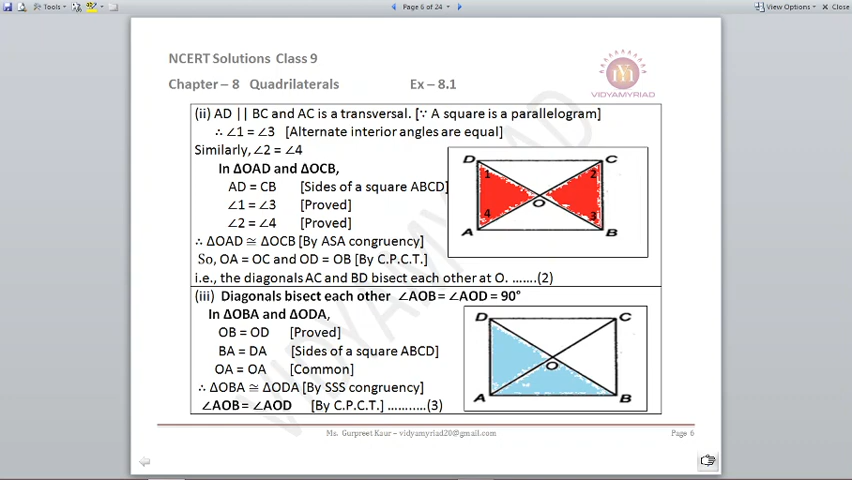 Tools
Page 6 of 24
View Options
Close
NCERT Solutions Class 9
Chapter – 8 Quadrilaterals Ex – 8.1
VIDYAMYRIAD
(ii) AD || BC and AC is a transversal. [∵ A square is a parallelogram]
∴ ∠1 = ∠3 [Alternate interior angles are equal]
Similarly, ∠2 = ∠4
In ΔOAD and ΔOCB,
AD = CB [Sides of a square ABCD]
∠1 = ∠3 [Proved]
∠2 = ∠4 [Proved]
∴ ΔOAD ≅ ΔOCB [By ASA congruency]
So, OA = OC and OD = OB [By C.P.C.T.]
i.e., the diagonals AC and BD bisect each other at O. …….(2)
D C
1 2
O
4 3
A B
(iii) Diagonals bisect each other ∠AOB = ∠AOD = 90°
In ΔOBA and ΔODA,
OB = OD [Proved]
BA = DA [Sides of a square ABCD]
OA = OA [Common]
∴ ΔOBA ≅ ΔODA [By SSS congruency]
∠AOB = ∠AOD [By C.P.C.T.] ……..(3)
D C
O
A B
VIDYAMYRIAD
Ms. Gurpreet Kaur – vidyamyriad20@gmail.com Page 6